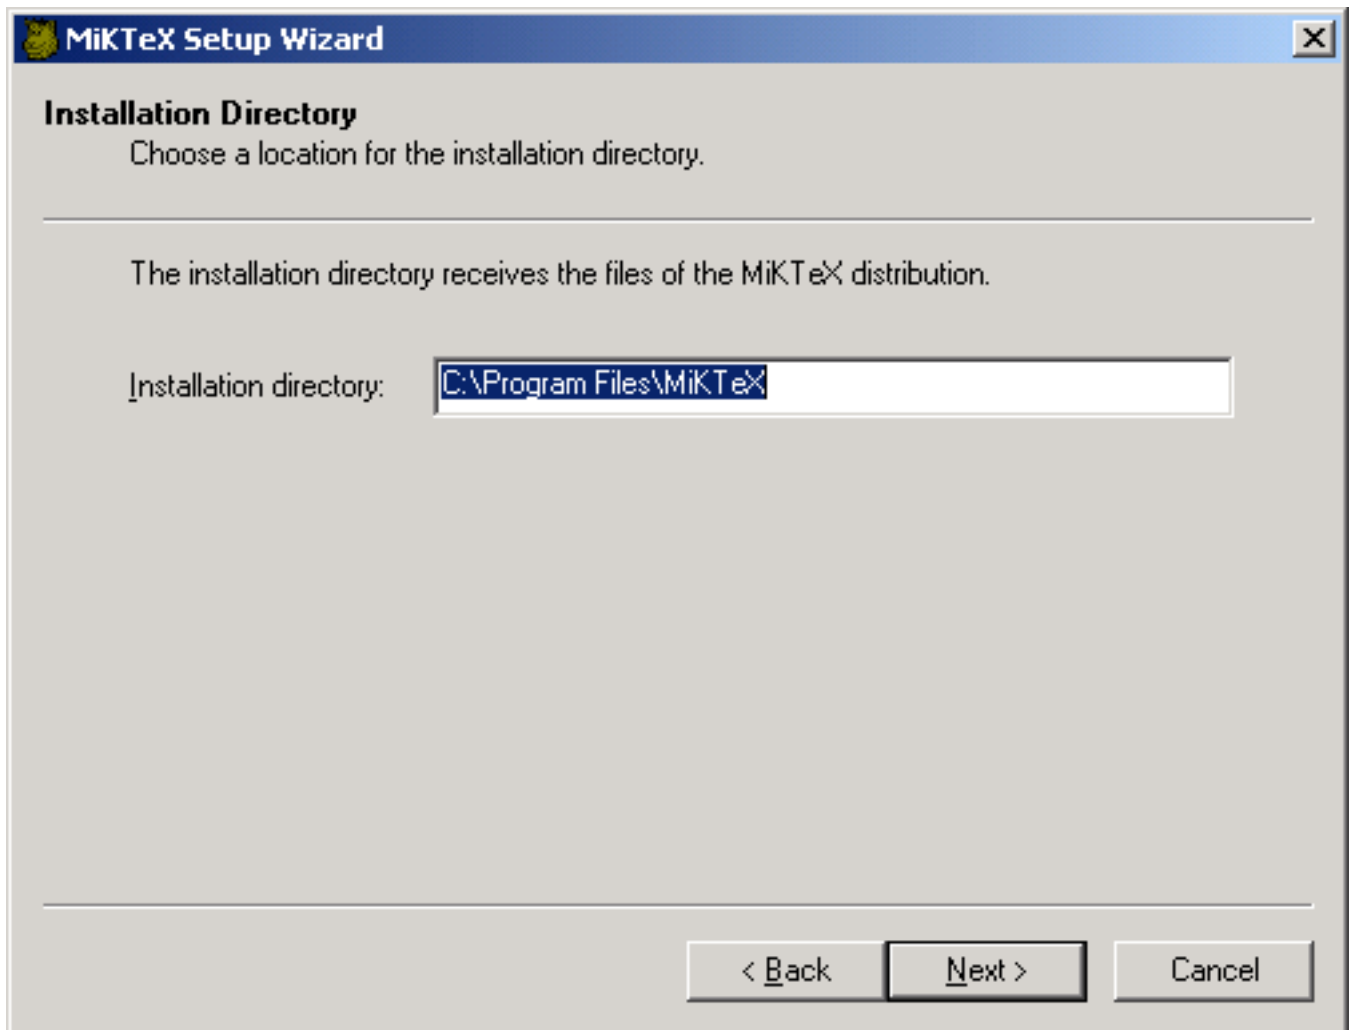 MiKTeX Setup Wizard
Installation Directory
Choose a location for the installation directory.
The installation directory receives the files of the MiKTeX distribution.
Installation directory: C:\Program Files\MiKTeX
< Back Next > Cancel